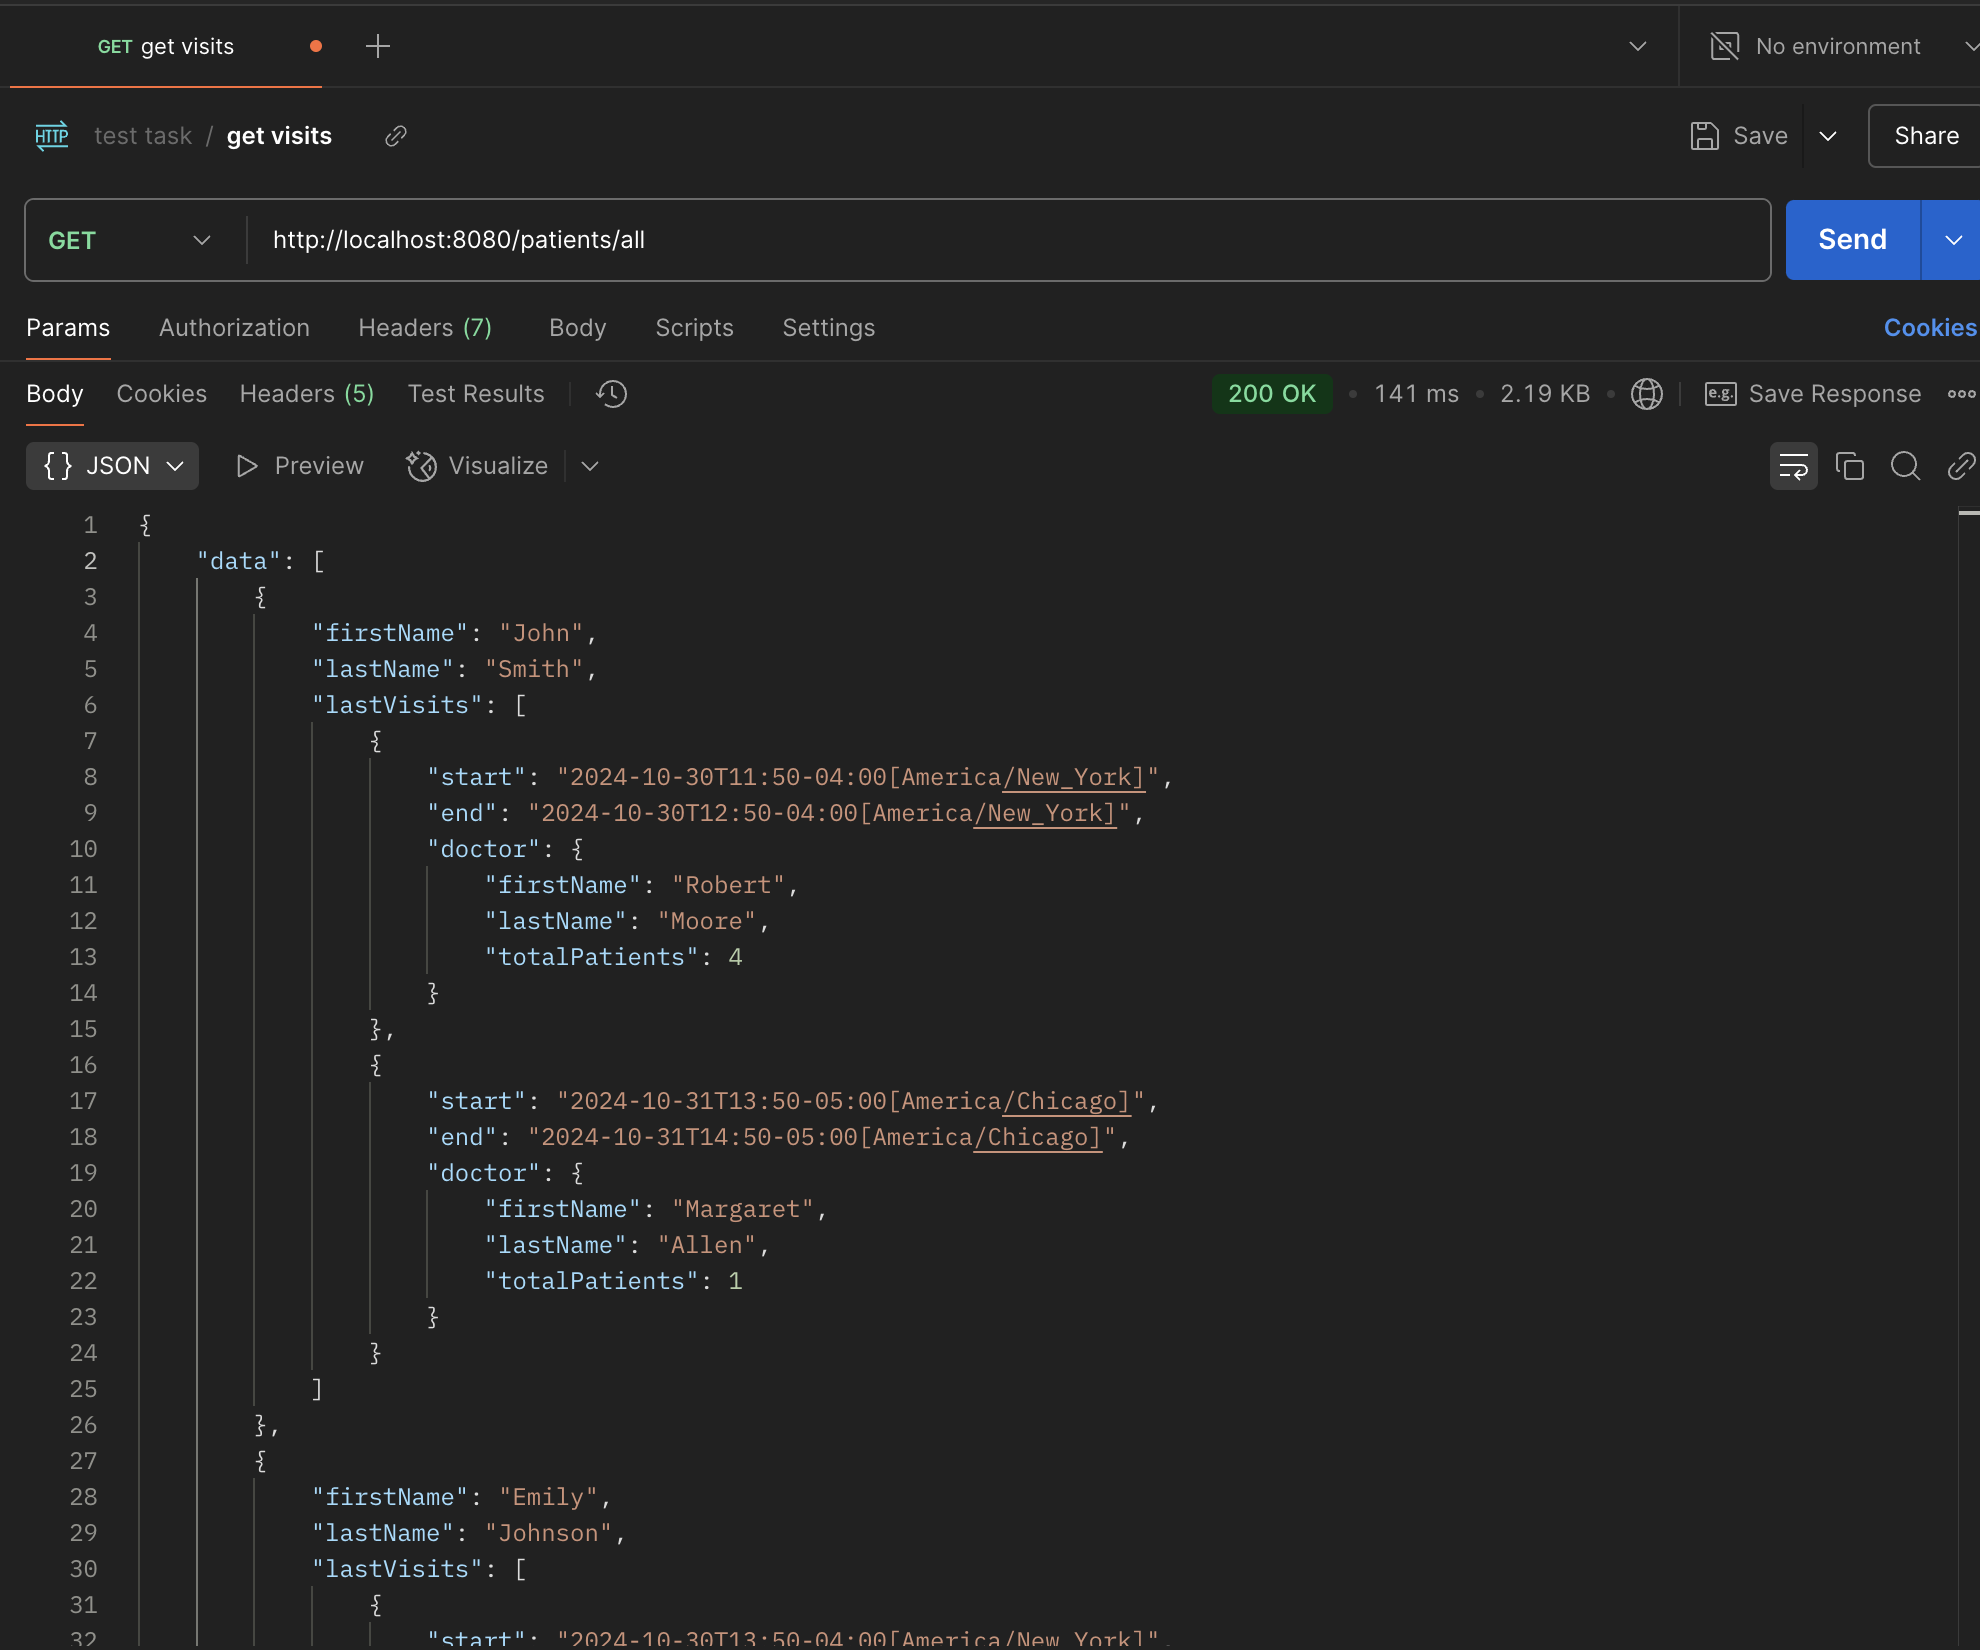 GET get visits
No environment
HTTP test task / get visits
Save
Share
GET http://localhost:8080/patients/all
Send
Params Authorization Headers (7) Body Scripts Settings Cookies
Body Cookies Headers (5) Test Results 200 OK • 141 ms • 2.19 KB • e.g. Save Response
{} JSON Preview Visualize
1 {
2 "data": [
3 {
4 "firstName": "John",
5 "lastName": "Smith",
6 "lastVisits": [
7 {
8 "start": "2024-10-30T11:50-04:00[America/New_York]",
9 "end": "2024-10-30T12:50-04:00[America/New_York]",
10 "doctor": {
11 "firstName": "Robert",
12 "lastName": "Moore",
13 "totalPatients": 4
14 }
15 },
16 {
17 "start": "2024-10-31T13:50-05:00[America/Chicago]",
18 "end": "2024-10-31T14:50-05:00[America/Chicago]",
19 "doctor": {
20 "firstName": "Margaret",
21 "lastName": "Allen",
22 "totalPatients": 1
23 }
24 }
25 ]
26 },
27 {
28 "firstName": "Emily",
29 "lastName": "Johnson",
30 "lastVisits": [
31 {
32 "start": "2024-10-30T13:50-04:00[America/New_York]",